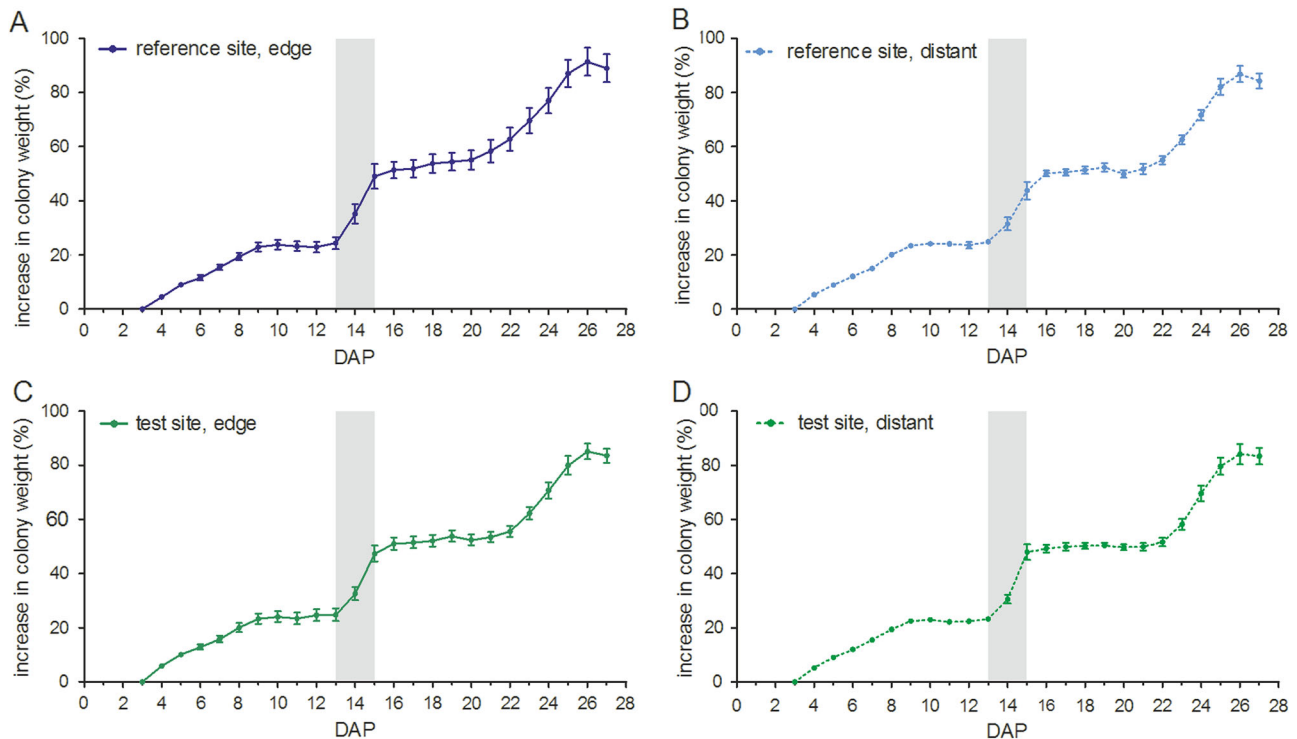 A
reference site, edge
increase in colony weight (%)
100
80
60
40
20
0
0 2 4 6 8 10 12 14 16 18 20 22 24 26 28
DAP
B
reference site, distant
increase in colony weight (%)
100
80
60
40
20
0
0 2 4 6 8 10 12 14 16 18 20 22 24 26 28
DAP
C
test site, edge
increase in colony weight (%)
100
80
60
40
20
0
0 2 4 6 8 10 12 14 16 18 20 22 24 26 28
DAP
D
test site, distant
increase in colony weight (%)
00
80
60
40
20
0
0 2 4 6 8 10 12 14 16 18 20 22 24 26 28
DAP